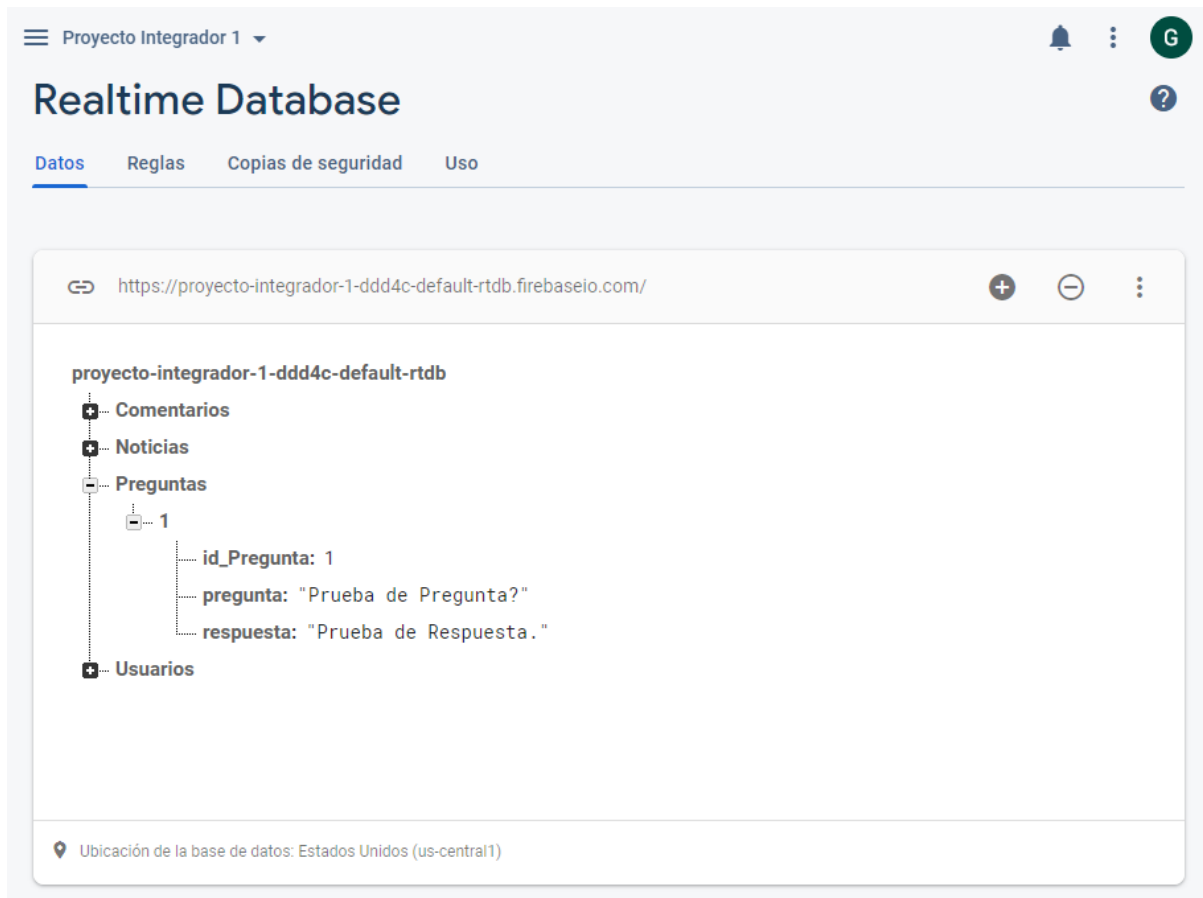 Proyecto Integrador 1
G
Realtime Database
?
Datos Reglas Copias de seguridad Uso
https://proyecto-integrador-1-ddd4c-default-rtdb.firebaseio.com/
proyecto-integrador-1-ddd4c-default-rtdb
Comentarios
Noticias
Preguntas
1
id_Pregunta: 1
pregunta: "Prueba de Pregunta?"
respuesta: "Prueba de Respuesta."
Usuarios
Ubicación de la base de datos: Estados Unidos (us-central1)